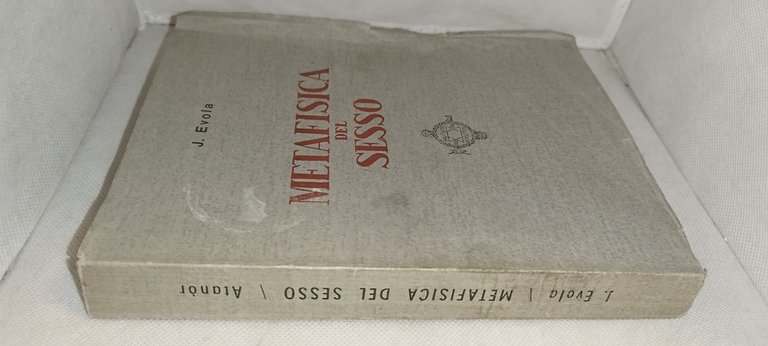 J. Evola
METAFISICA
DEL
SESSO
J. Evola \ METAFISICA DEL SESSO \ Atanòr